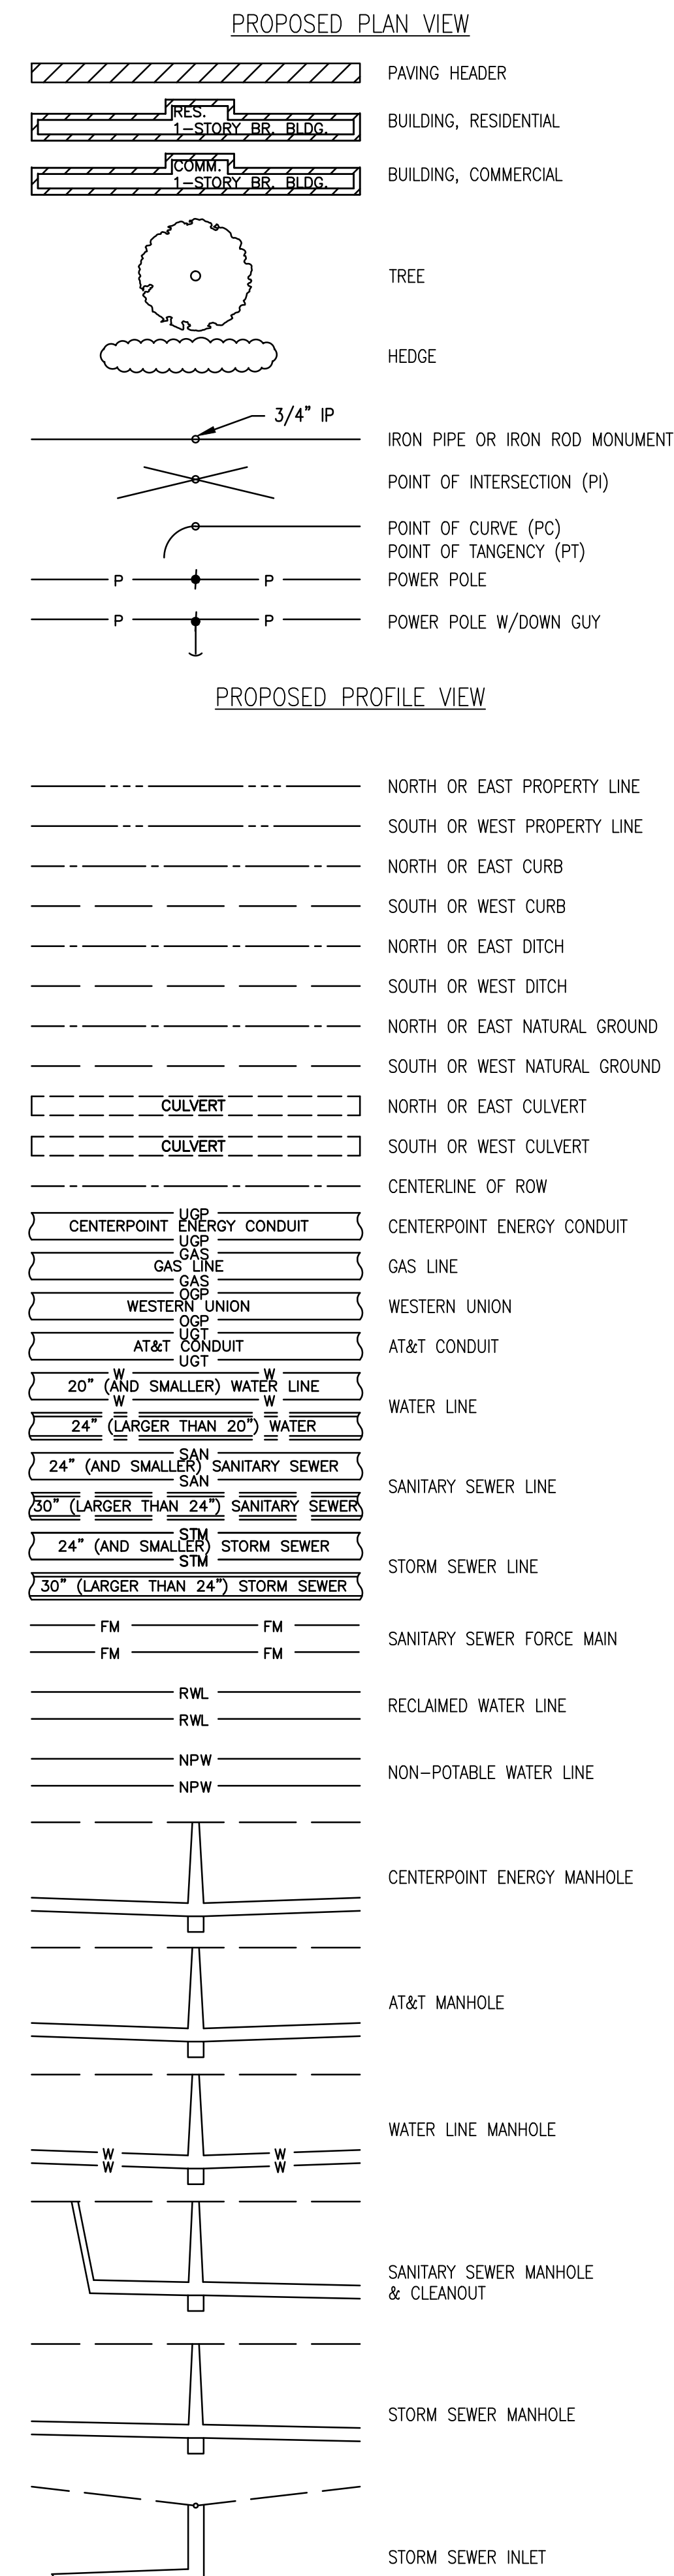 PROPOSED PLAN VIEW
PAVING HEADER
RES.
1-STORY BR. BLDG.
BUILDING, RESIDENTIAL
COMM.
1-STORY BR. BLDG.
BUILDING, COMMERCIAL
TREE
HEDGE
3/4" IP
IRON PIPE OR IRON ROD MONUMENT
POINT OF INTERSECTION (PI)
POINT OF CURVE (PC)
POINT OF TANGENCY (PT)
P P
POWER POLE
P P
POWER POLE W/DOWN GUY
PROPOSED PROFILE VIEW
NORTH OR EAST PROPERTY LINE
SOUTH OR WEST PROPERTY LINE
NORTH OR EAST CURB
SOUTH OR WEST CURB
NORTH OR EAST DITCH
SOUTH OR WEST DITCH
NORTH OR EAST NATURAL GROUND
SOUTH OR WEST NATURAL GROUND
CULVERT
NORTH OR EAST CULVERT
CULVERT
SOUTH OR WEST CULVERT
CENTERLINE OF ROW
UGP
CENTERPOINT ENERGY CONDUIT
UGP
CENTERPOINT ENERGY CONDUIT
GAS
GAS LINE
GAS
GAS LINE
OGP
WESTERN UNION
OGP
WESTERN UNION
UGT
AT&T CONDUIT
UGT
AT&T CONDUIT
W W
20" (AND SMALLER) WATER LINE
W W
24" (LARGER THAN 20") WATER
WATER LINE
SAN
24" (AND SMALLER) SANITARY SEWER
SAN
30" (LARGER THAN 24") SANITARY SEWER
SANITARY SEWER LINE
STM
24" (AND SMALLER) STORM SEWER
STM
30" (LARGER THAN 24") STORM SEWER
STORM SEWER LINE
FM FM
FM FM
SANITARY SEWER FORCE MAIN
RWL
RWL
RECLAIMED WATER LINE
NPW
NPW
NON-POTABLE WATER LINE
CENTERPOINT ENERGY MANHOLE
AT&T MANHOLE
WATER LINE MANHOLE
W W
W W
SANITARY SEWER MANHOLE
& CLEANOUT
STORM SEWER MANHOLE
STORM SEWER INLET